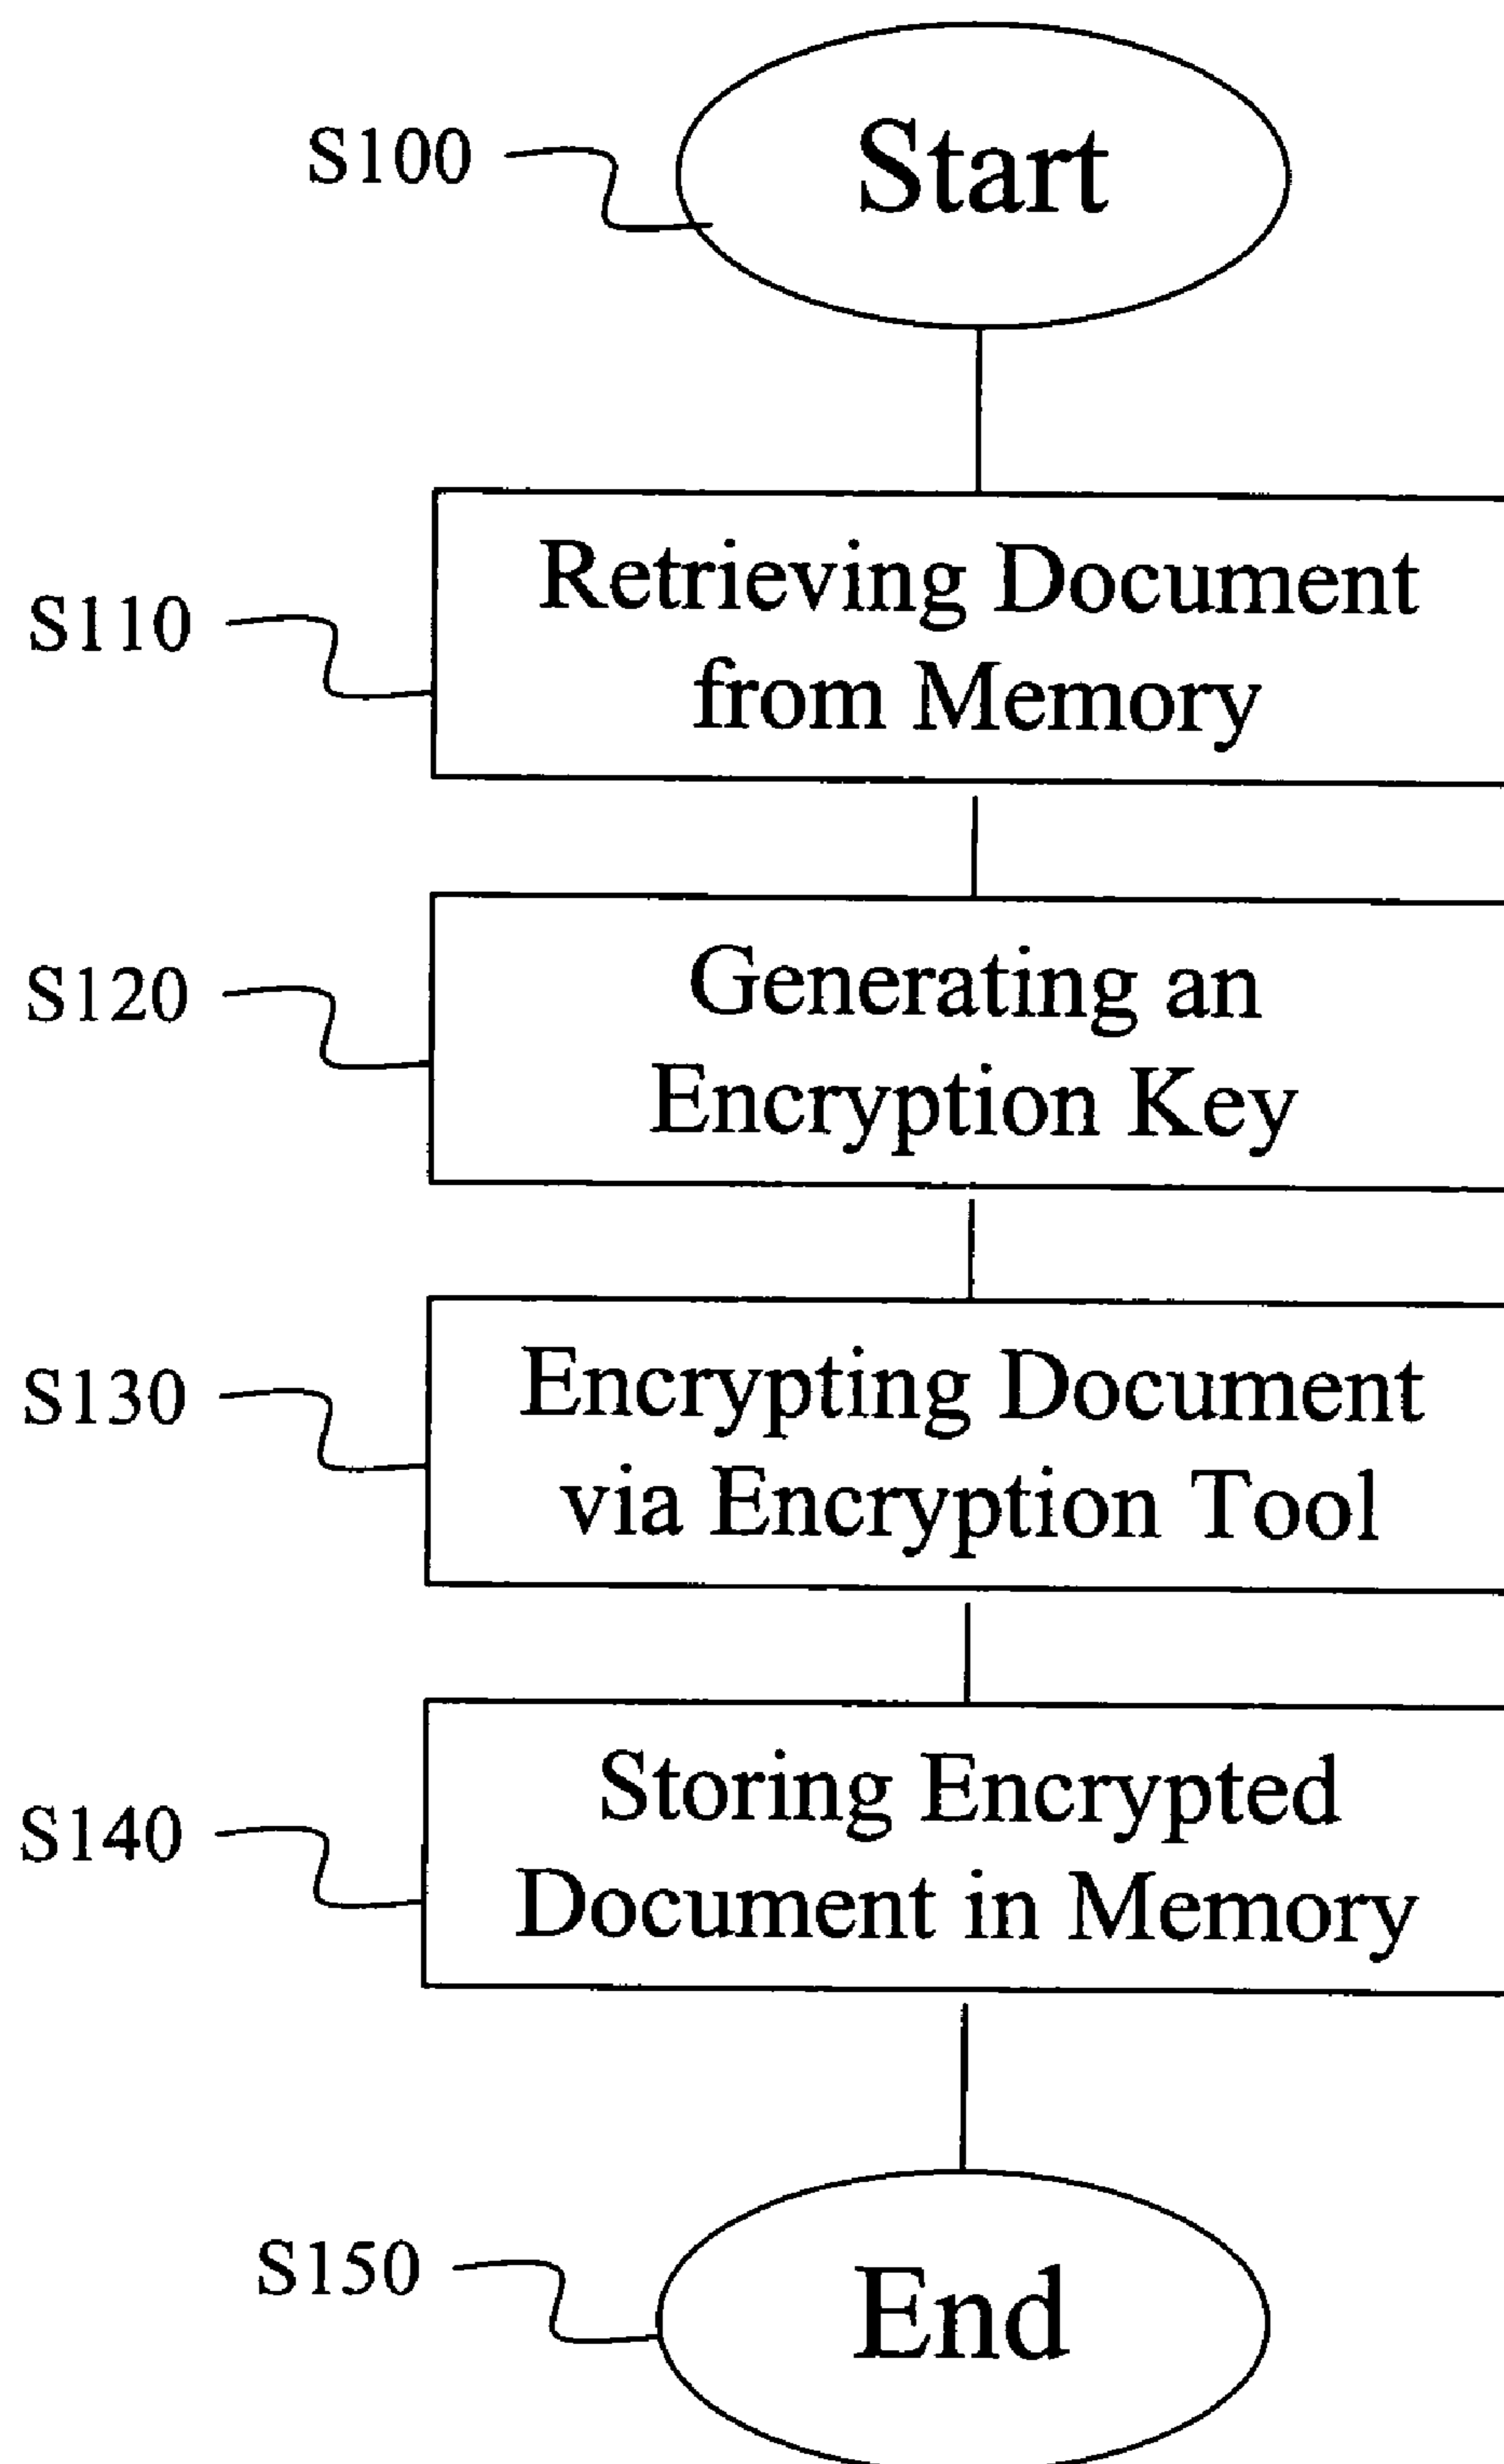 S100
Start
S110
Retrieving Document
from Memory
S120
Generating an
Encryption Key
S130
Encrypting Document
via Encryption Tool
S140
Storing Encrypted
Document in Memory
S150
End